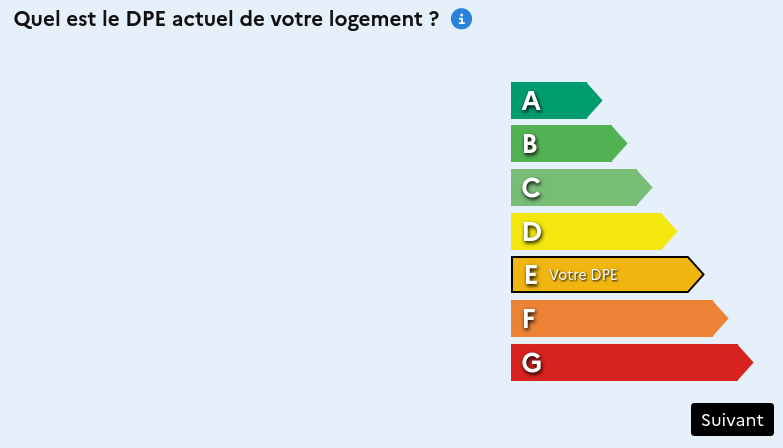 Quel est le DPE actuel de votre logement ?
A
B
C
D
E Votre DPE
F
G
Suivant